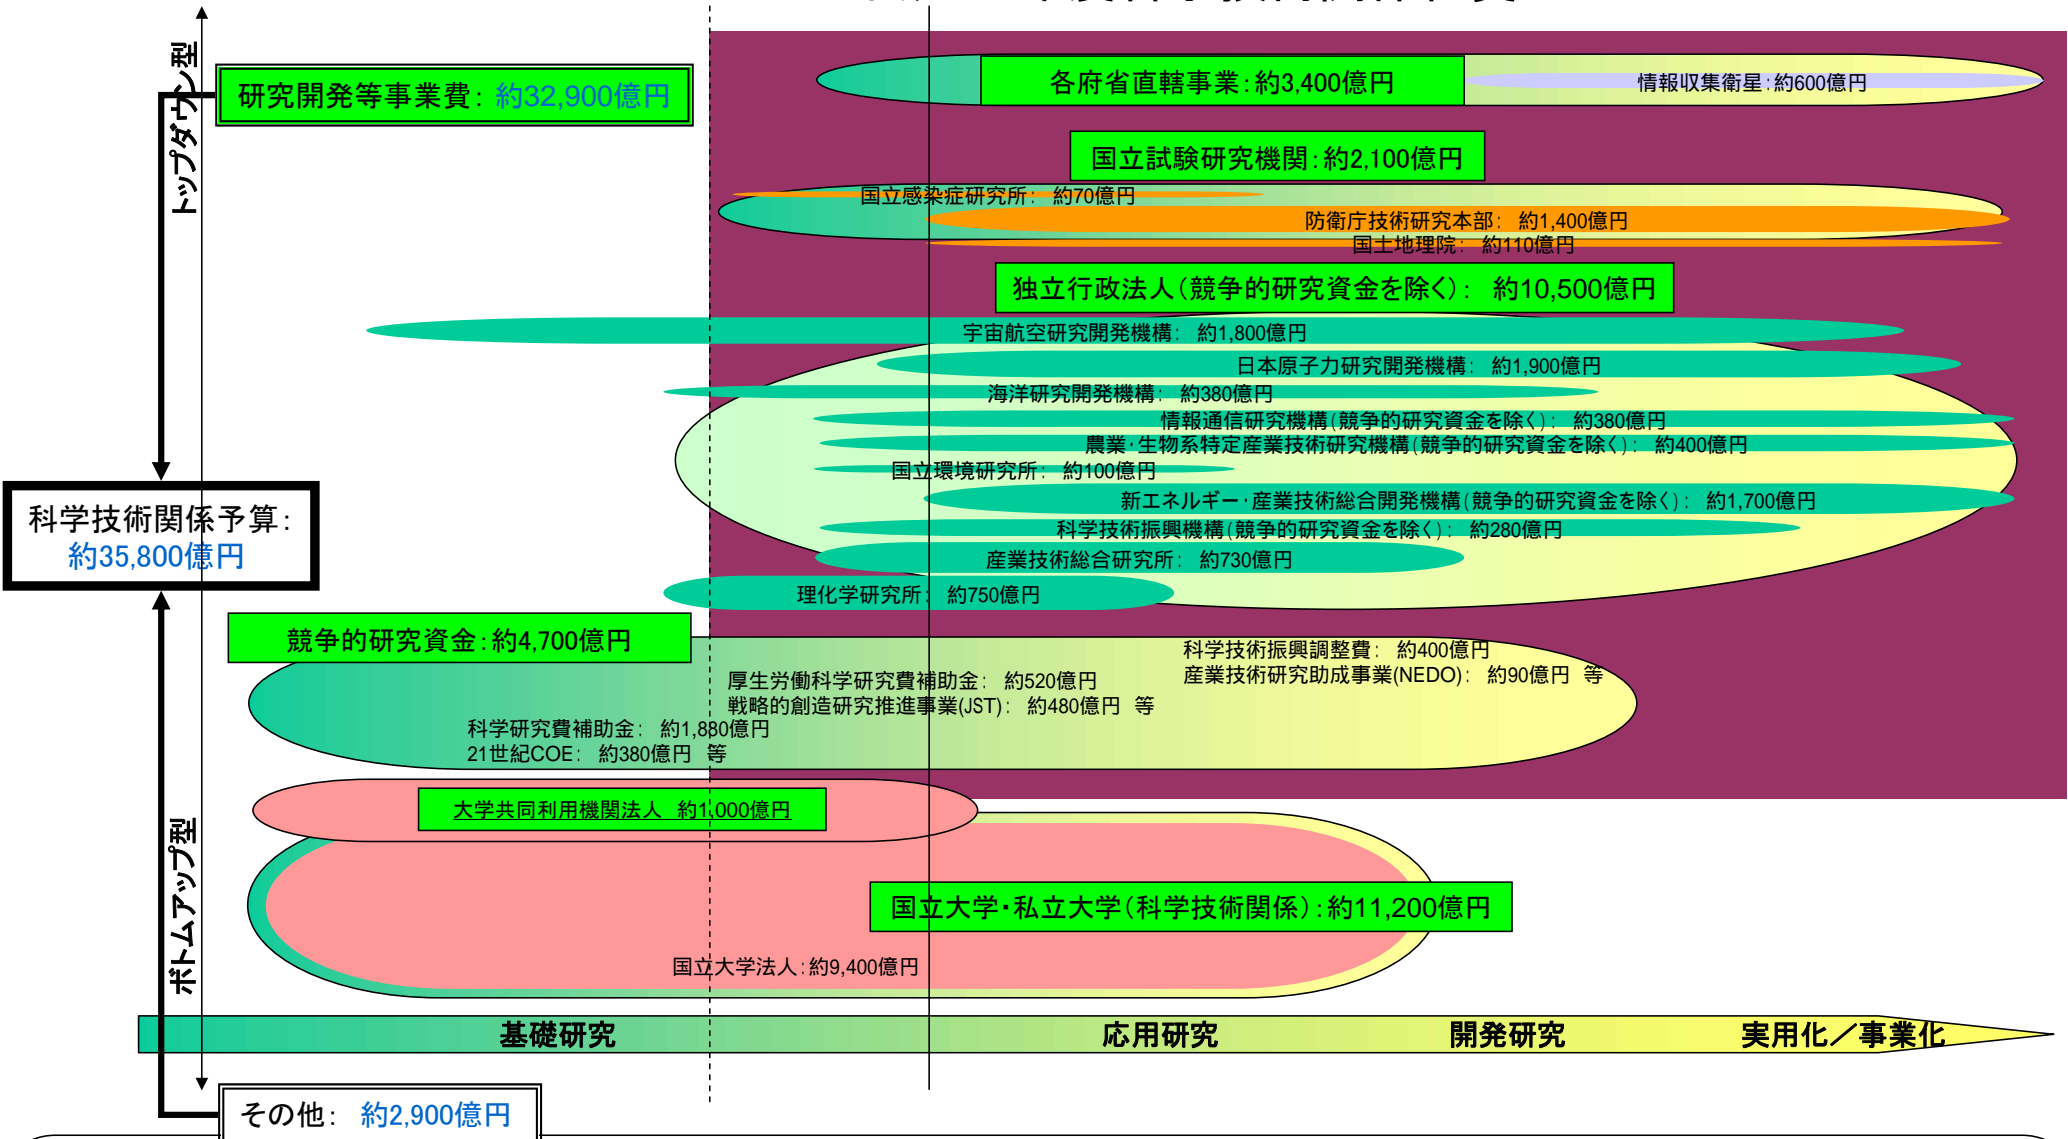 トップダウン型
研究開発等事業費： 約32,900億円
各府省直轄事業：約3,400億円
情報収集衛星：約600億円
国立試験研究機関：約2,100億円
国立感染症研究所： 約70億円
防衛庁技術研究本部： 約1,400億円
国土地理院： 約110億円
独立行政法人（競争的研究資金を除く）： 約10,500億円
宇宙航空研究開発機構： 約1,800億円
日本原子力研究開発機構： 約1,900億円
海洋研究開発機構： 約380億円
情報通信研究機構（競争的研究資金を除く）： 約380億円
農業・生物系特定産業技術研究機構（競争的研究資金を除く）： 約400億円
国立環境研究所： 約100億円
新エネルギー・産業技術総合開発機構（競争的研究資金を除く）： 約1,700億円
科学技術振興機構（競争的研究資金を除く）： 約280億円
産業技術総合研究所： 約730億円
理化学研究所： 約750億円
科学技術関係予算：
約35,800億円
競争的研究資金：約4,700億円
科学技術振興調整費： 約400億円
産業技術研究助成事業(NEDO)： 約90億円 等
厚生労働科学研究費補助金： 約520億円
戦略的創造研究推進事業(JST)： 約480億円 等
科学研究費補助金： 約1,880億円
21世紀COE： 約380億円 等
大学共同利用機関法人 約1,000億円
国立大学・私立大学（科学技術関係）：約11,200億円
国立大学法人：約9,400億円
ボトムアップ型
基礎研究
応用研究
開発研究
実用化／事業化
その他： 約2,900億円